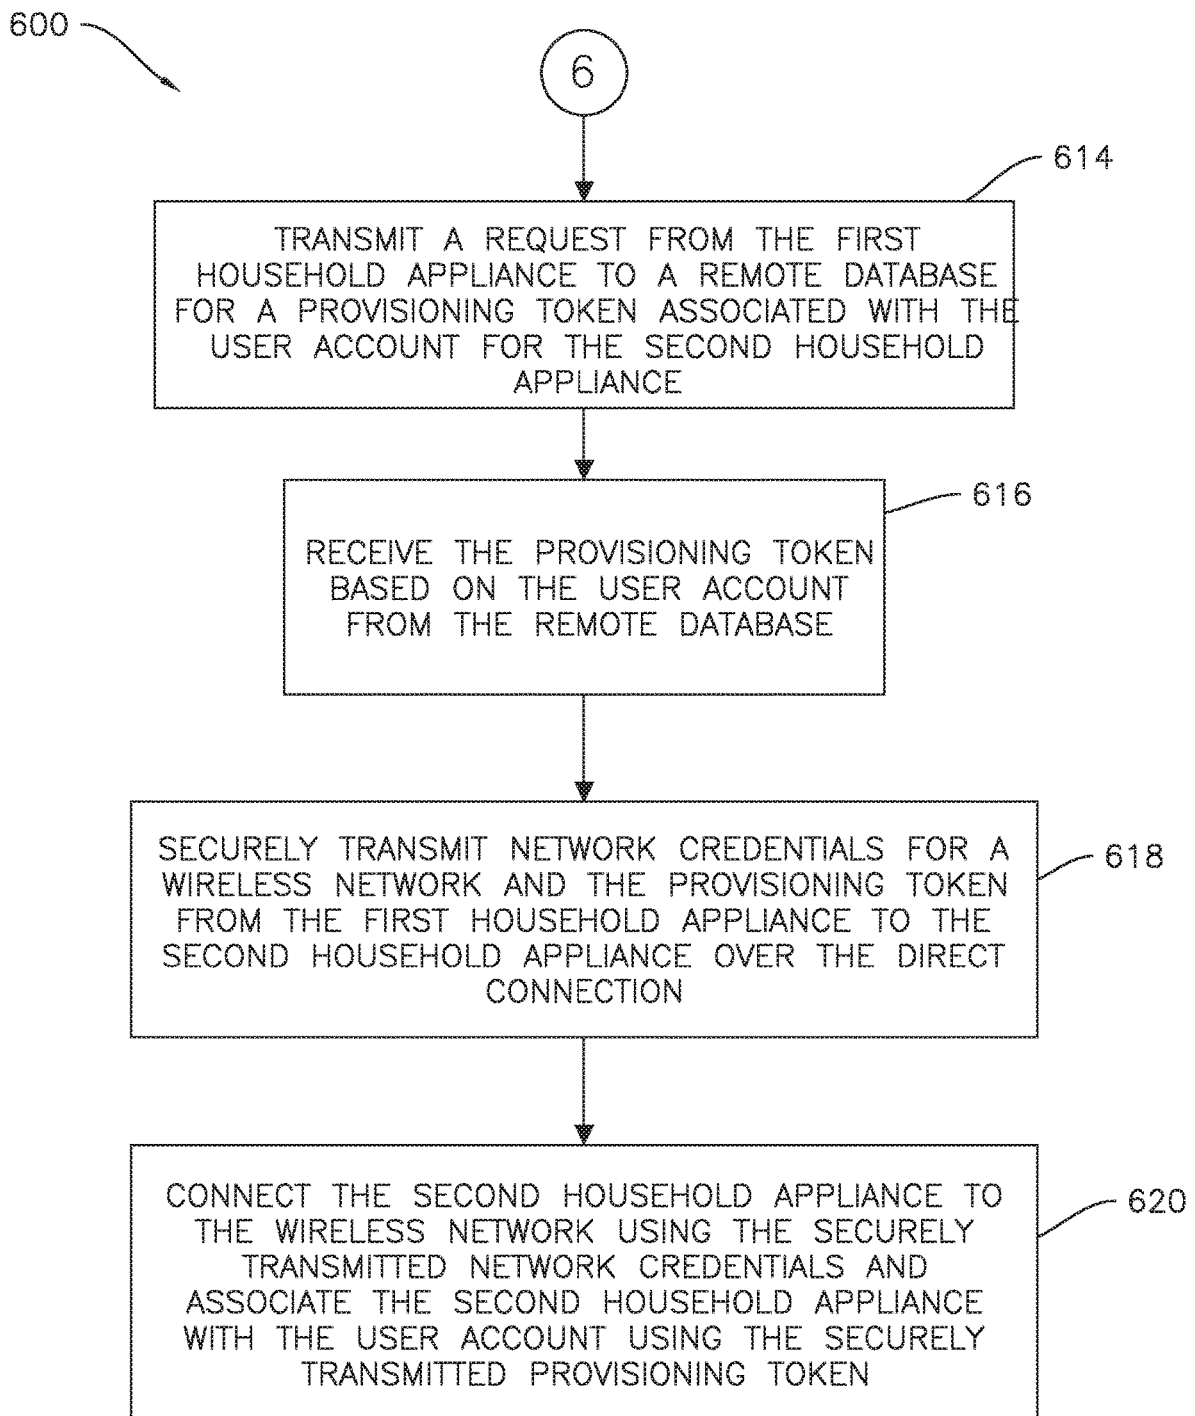 600
6
614
TRANSMIT A REQUEST FROM THE FIRST
HOUSEHOLD APPLIANCE TO A REMOTE DATABASE
FOR A PROVISIONING TOKEN ASSOCIATED WITH THE
USER ACCOUNT FOR THE SECOND HOUSEHOLD
APPLIANCE
616
RECEIVE THE PROVISIONING TOKEN
BASED ON THE USER ACCOUNT
FROM THE REMOTE DATABASE
618
SECURELY TRANSMIT NETWORK CREDENTIALS FOR A
WIRELESS NETWORK AND THE PROVISIONING TOKEN
FROM THE FIRST HOUSEHOLD APPLIANCE TO THE
SECOND HOUSEHOLD APPLIANCE OVER THE DIRECT
CONNECTION
620
CONNECT THE SECOND HOUSEHOLD APPLIANCE TO
THE WIRELESS NETWORK USING THE SECURELY
TRANSMITTED NETWORK CREDENTIALS AND
ASSOCIATE THE SECOND HOUSEHOLD APPLIANCE
WITH THE USER ACCOUNT USING THE SECURELY
TRANSMITTED PROVISIONING TOKEN